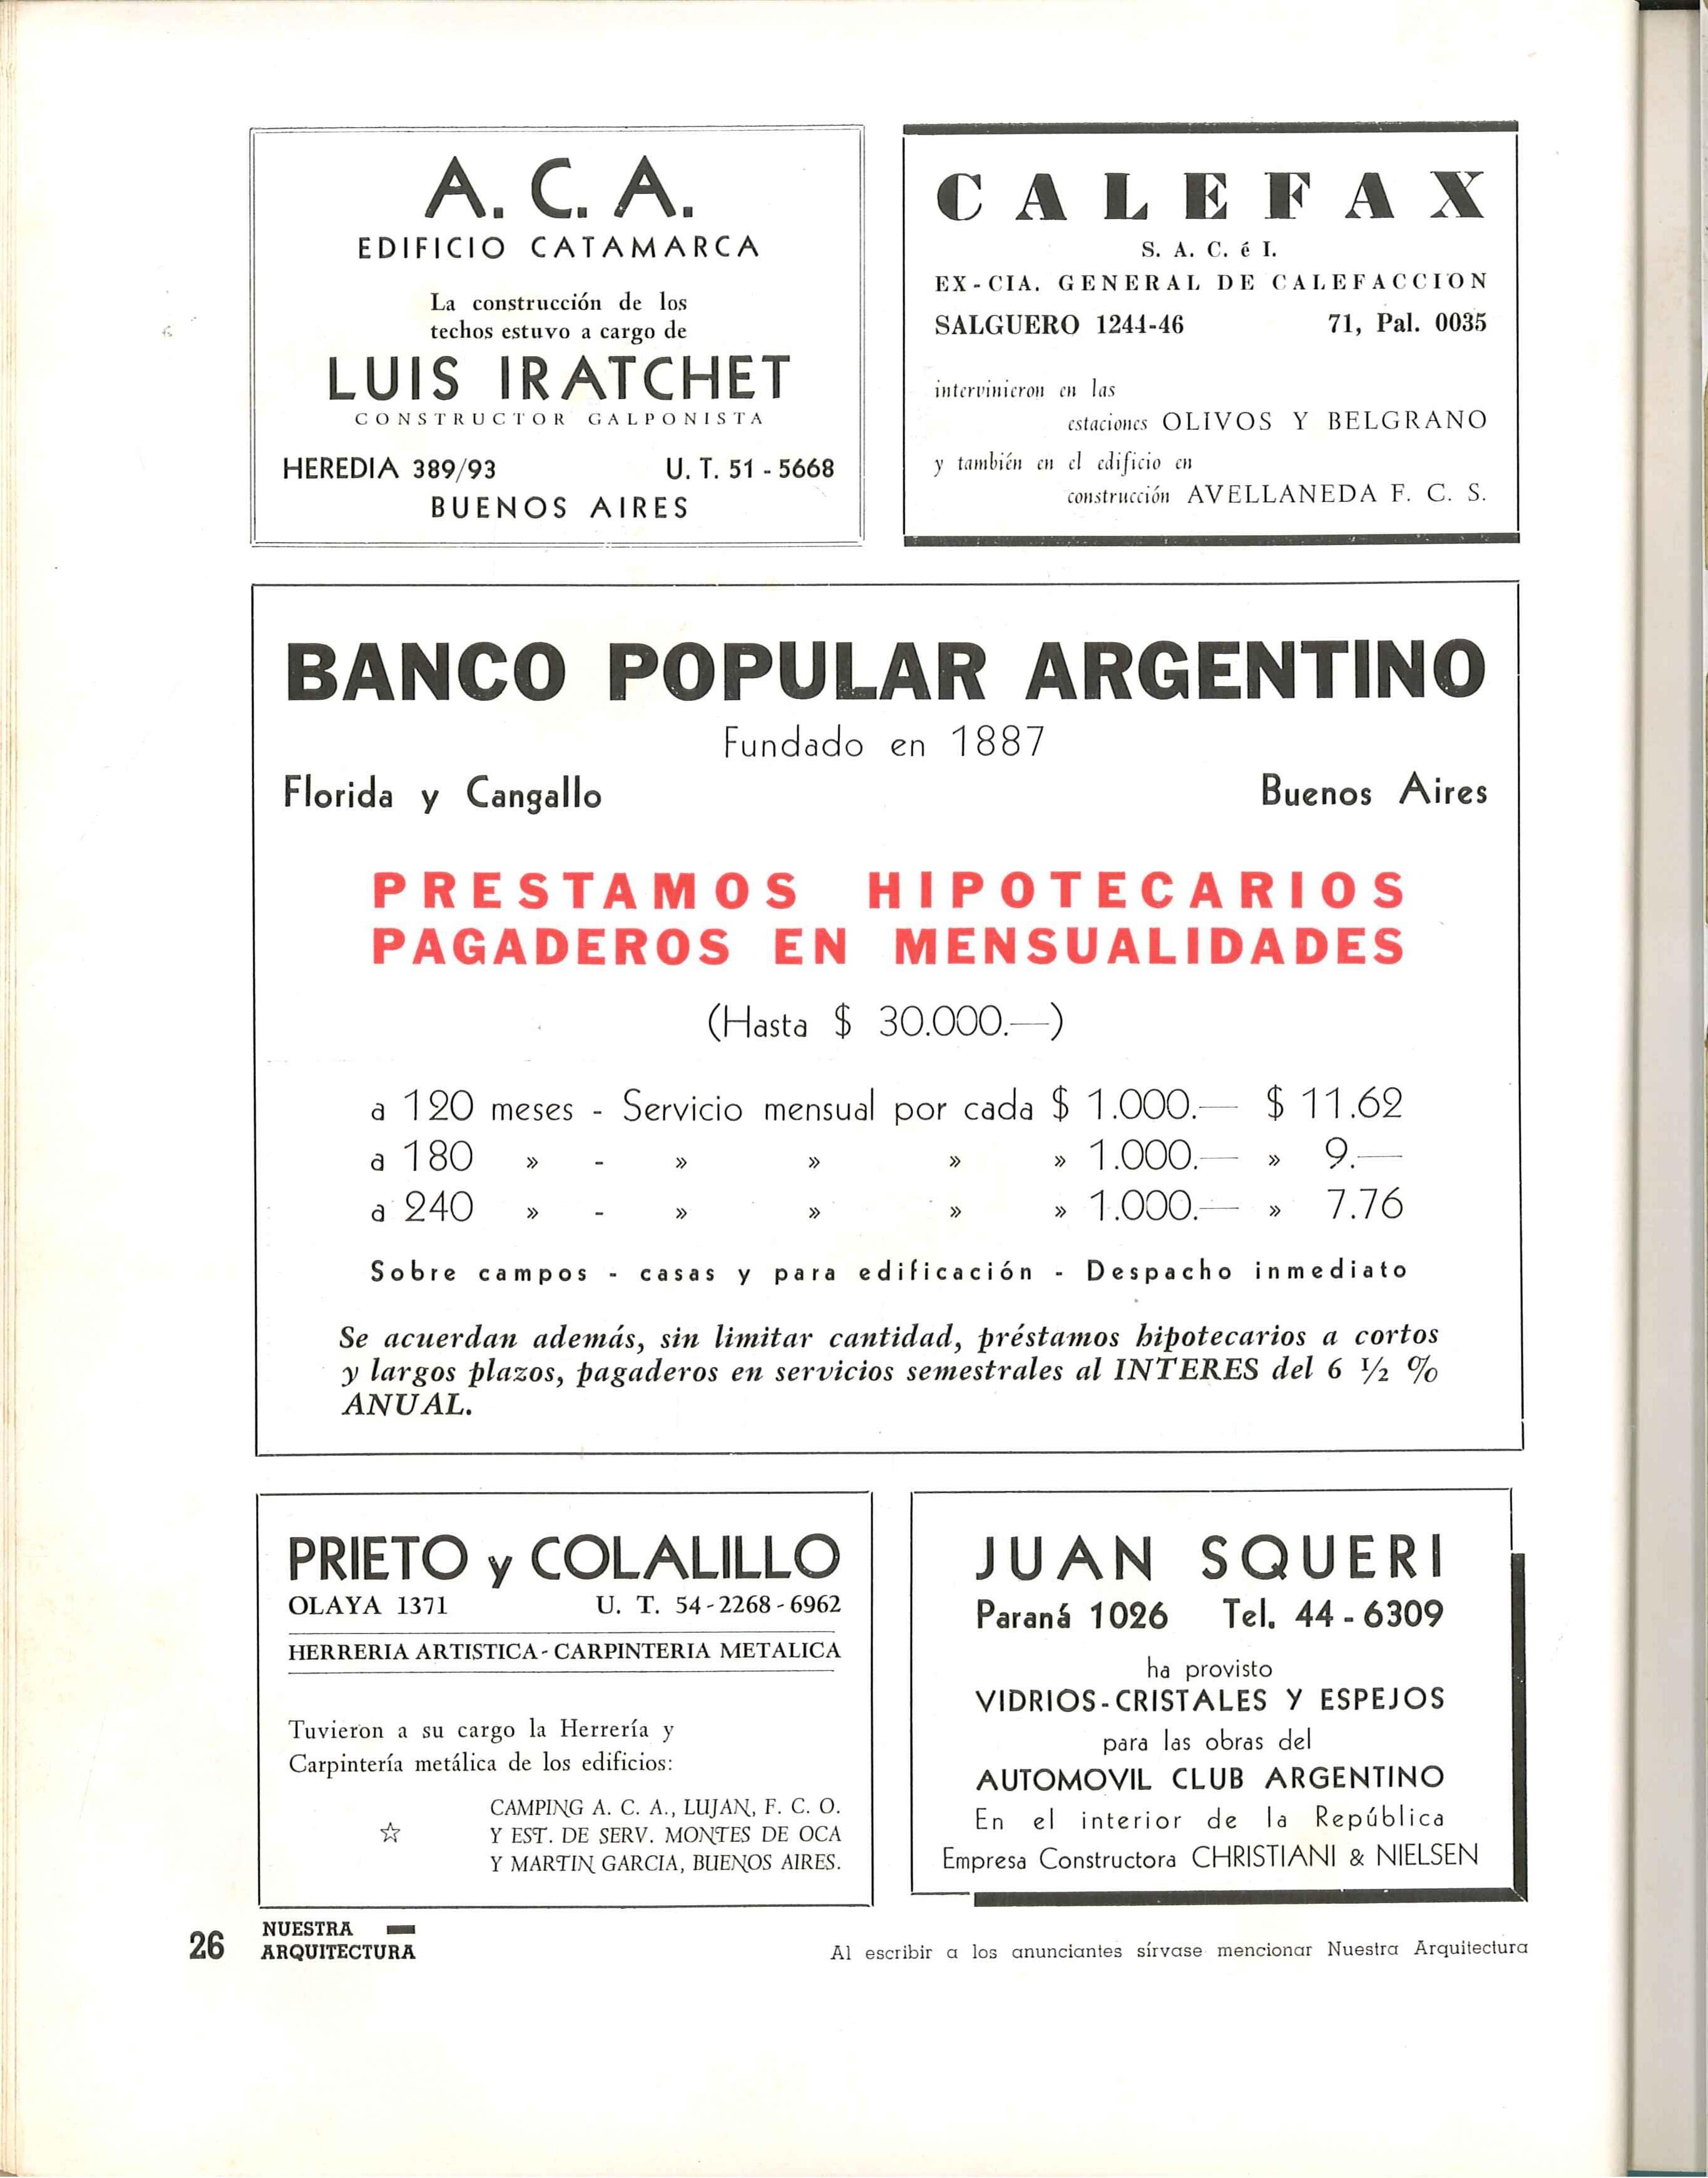 A. C. A.
EDIFICIO CATAMARCA
La construcción de los
techos estuvo a cargo de
LUIS IRATCHET
CONSTRUCTOR GALPONISTA
HEREDIA 389/93 U. T. 51 - 5668
BUENOS AIRES
CALEFAX
S. A. C. é I.
EX - CIA. GENERAL DE CALEFACCION
SALGUERO 1244-46 71, Pal. 0035
intervinieron en las
estaciones OLIVOS Y BELGRANO
y también en el edificio en
construcción AVELLANEDA F. C. S.
BANCO POPULAR ARGENTINO
Fundado en 1887
Florida y Cangallo Buenos Aires
PRESTAMOS HIPOTECARIOS
PAGADEROS EN MENSUALIDADES
(Hasta $ 30.000.—)
a 120 meses - Servicio mensual por cada $ 1.000.— $ 11.62
a 180 » - » » » » 1.000.— » 9.—
a 240 » - » » » » 1.000.— » 7.76
Sobre campos - casas y para edificación - Despacho inmediato
Se acuerdan además, sin limitar cantidad, préstamos hipotecarios a cortos
y largos plazos, pagaderos en servicios semestrales al INTERES del 6 ½ %
ANUAL.
PRIETO y COLALILLO
OLAYA 1371 U. T. 54-2268-6962
HERRERIA ARTISTICA - CARPINTERIA METALICA
Tuvieron a su cargo la Herrería y
Carpintería metálica de los edificios:
CAMPING A. C. A., LUJAN, F. C. O.
☆ Y EST. DE SERV. MONTES DE OCA
Y MARTIN GARCIA, BUENOS AIRES.
JUAN SQUERI
Paraná 1026 Tel. 44 - 6309
ha provisto
VIDRIOS-CRISTALES Y ESPEJOS
para las obras del
AUTOMOVIL CLUB ARGENTINO
En el interior de la República
Empresa Constructora CHRISTIANI & NIELSEN
26 NUESTRA
ARQUITECTURA
Al escribir a los anunciantes sírvase mencionar Nuestra Arquitectura